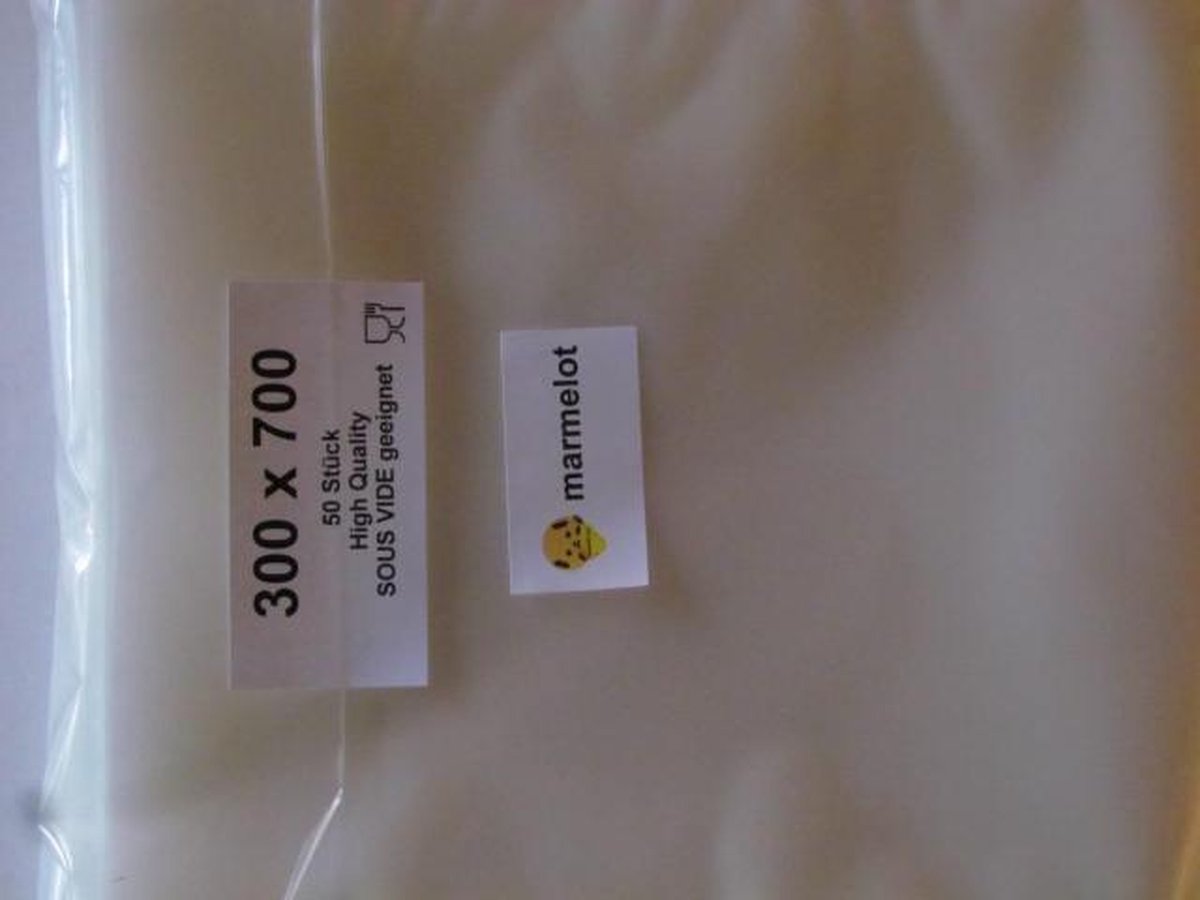 300 x 700
50 Stück
High Quality
SOUS VIDE geeignet
marmelot